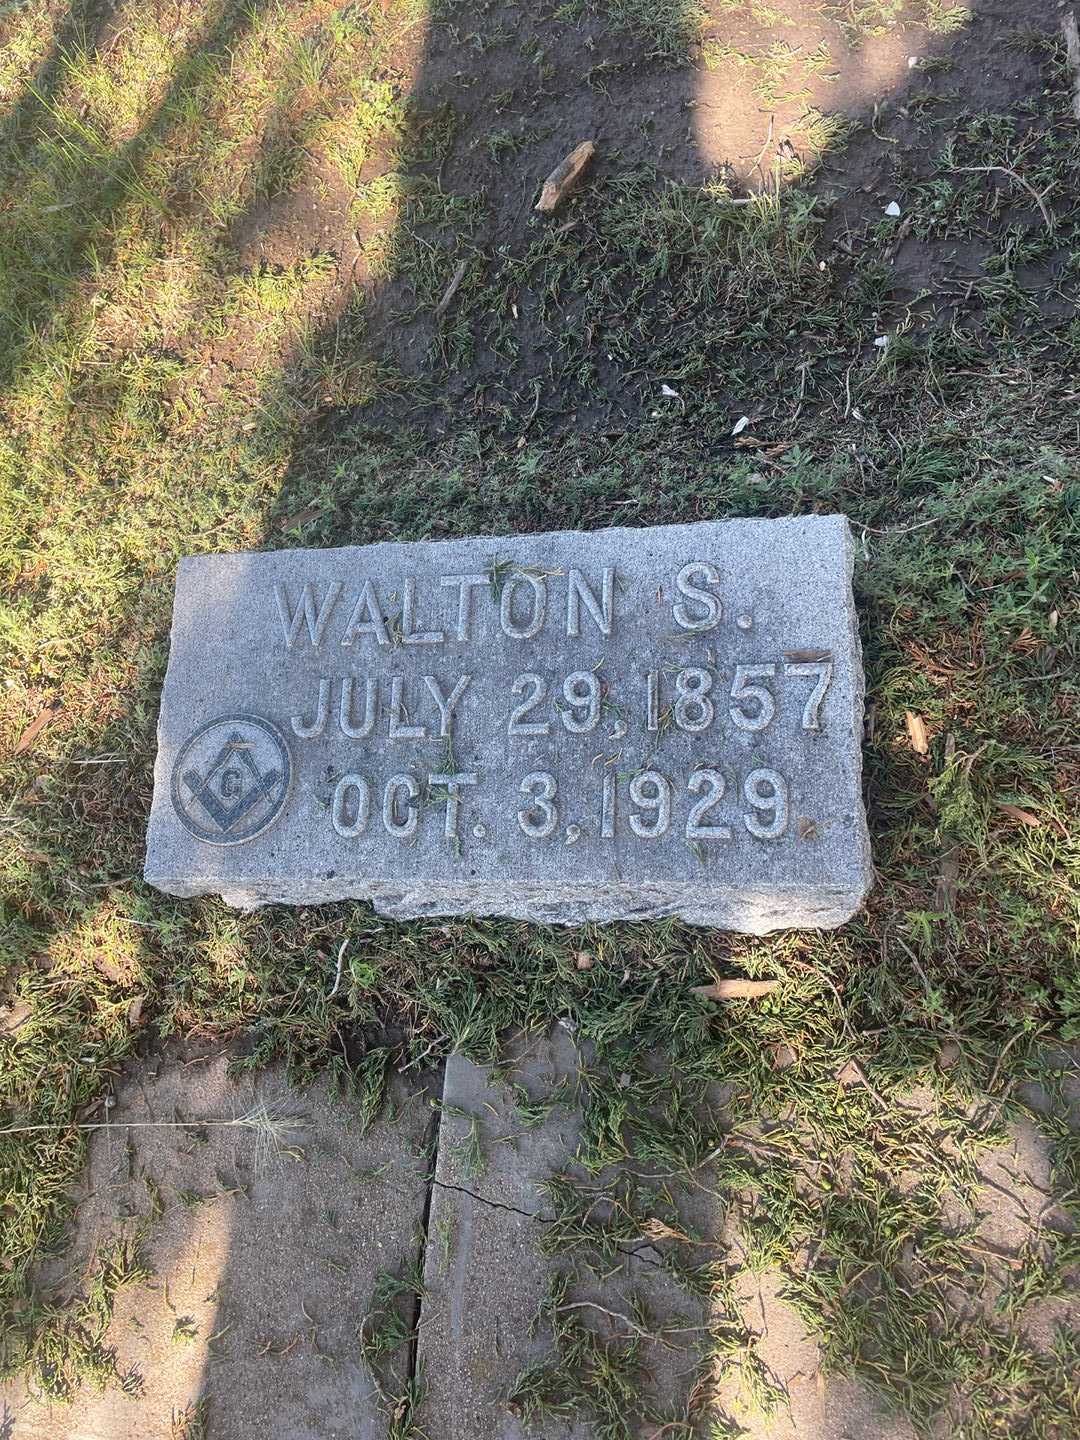 WALTON S.
JULY 29, 1857
OCT. 3, 1929
G